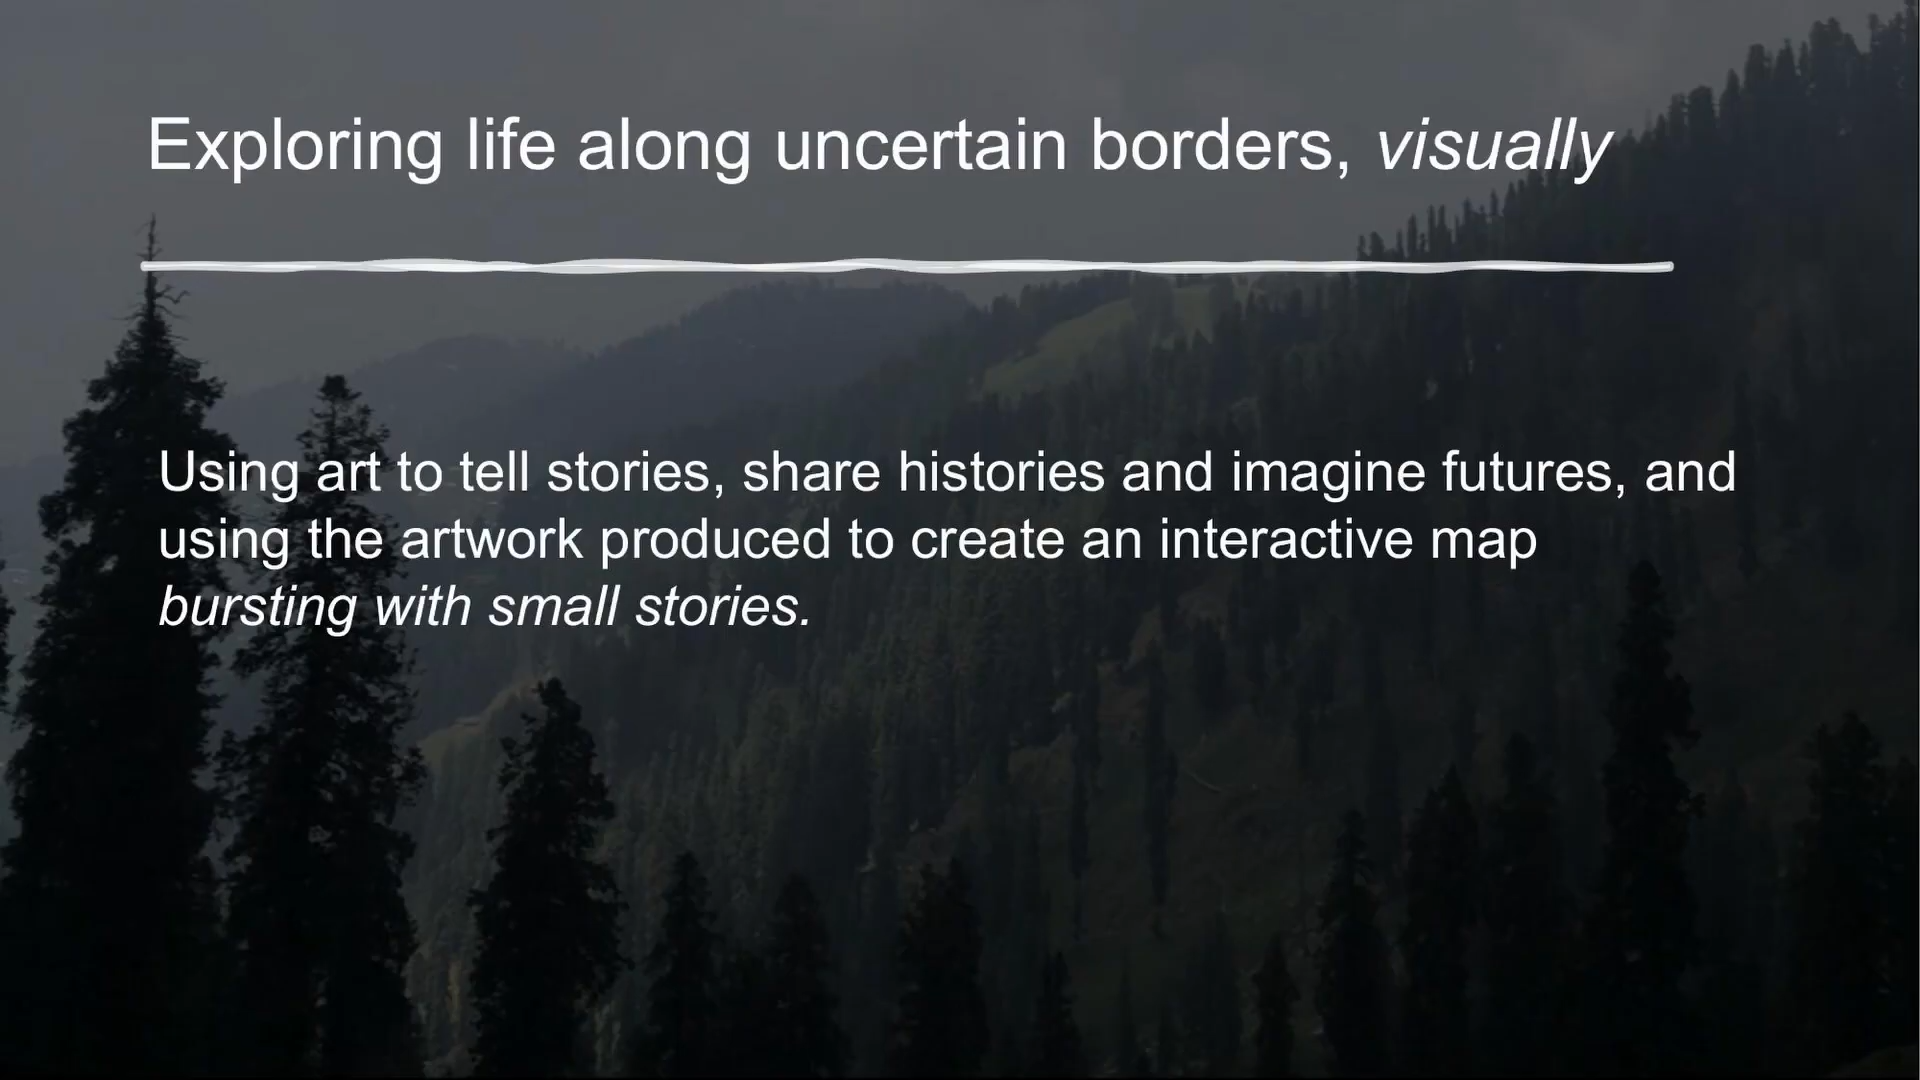 Exploring life along uncertain borders, visually
Using art to tell stories, share histories and imagine futures, and
using the artwork produced to create an interactive map
bursting with small stories.